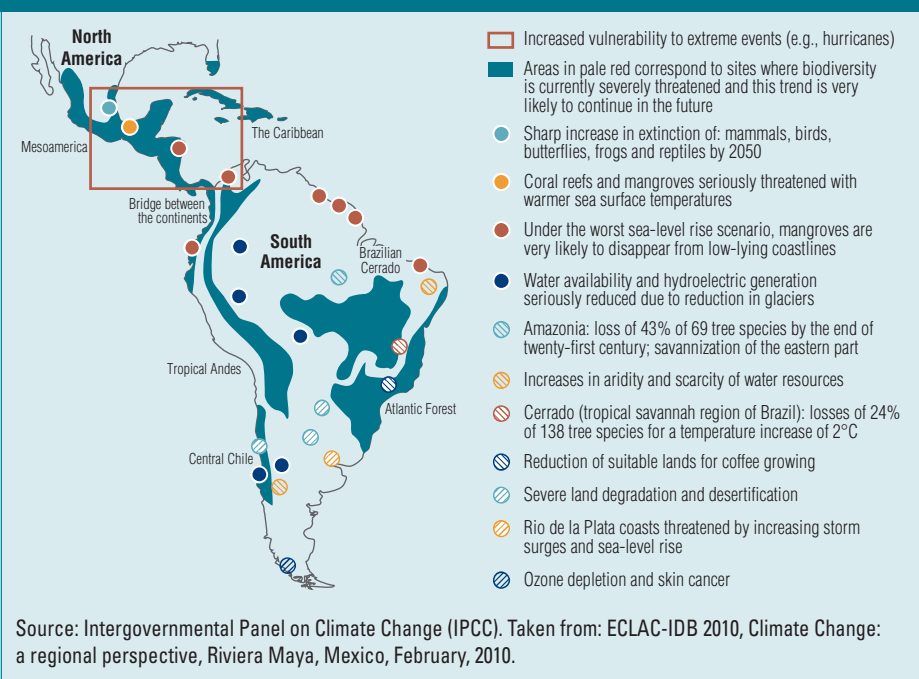 North
America
Mesoamerica
The Caribbean
Bridge between
the continents
South
America
Brazilian
Cerrado
Tropical Andes
Atlantic Forest
Central Chile
Increased vulnerability to extreme events (e.g., hurricanes)
Areas in pale red correspond to sites where biodiversity
is currently severely threatened and this trend is very
likely to continue in the future
Sharp increase in extinction of: mammals, birds,
butterflies, frogs and reptiles by 2050
Coral reefs and mangroves seriously threatened with
warmer sea surface temperatures
Under the worst sea-level rise scenario, mangroves are
very likely to disappear from low-lying coastlines
Water availability and hydroelectric generation
seriously reduced due to reduction in glaciers
Amazonia: loss of 43% of 69 tree species by the end of
twenty-first century; savannization of the eastern part
Increases in aridity and scarcity of water resources
Cerrado (tropical savannah region of Brazil): losses of 24%
of 138 tree species for a temperature increase of 2°C
Reduction of suitable lands for coffee growing
Severe land degradation and desertification
Rio de la Plata coasts threatened by increasing storm
surges and sea-level rise
Ozone depletion and skin cancer
Source: Intergovernmental Panel on Climate Change (IPCC). Taken from: ECLAC-IDB 2010, Climate Change:
a regional perspective, Riviera Maya, Mexico, February, 2010.